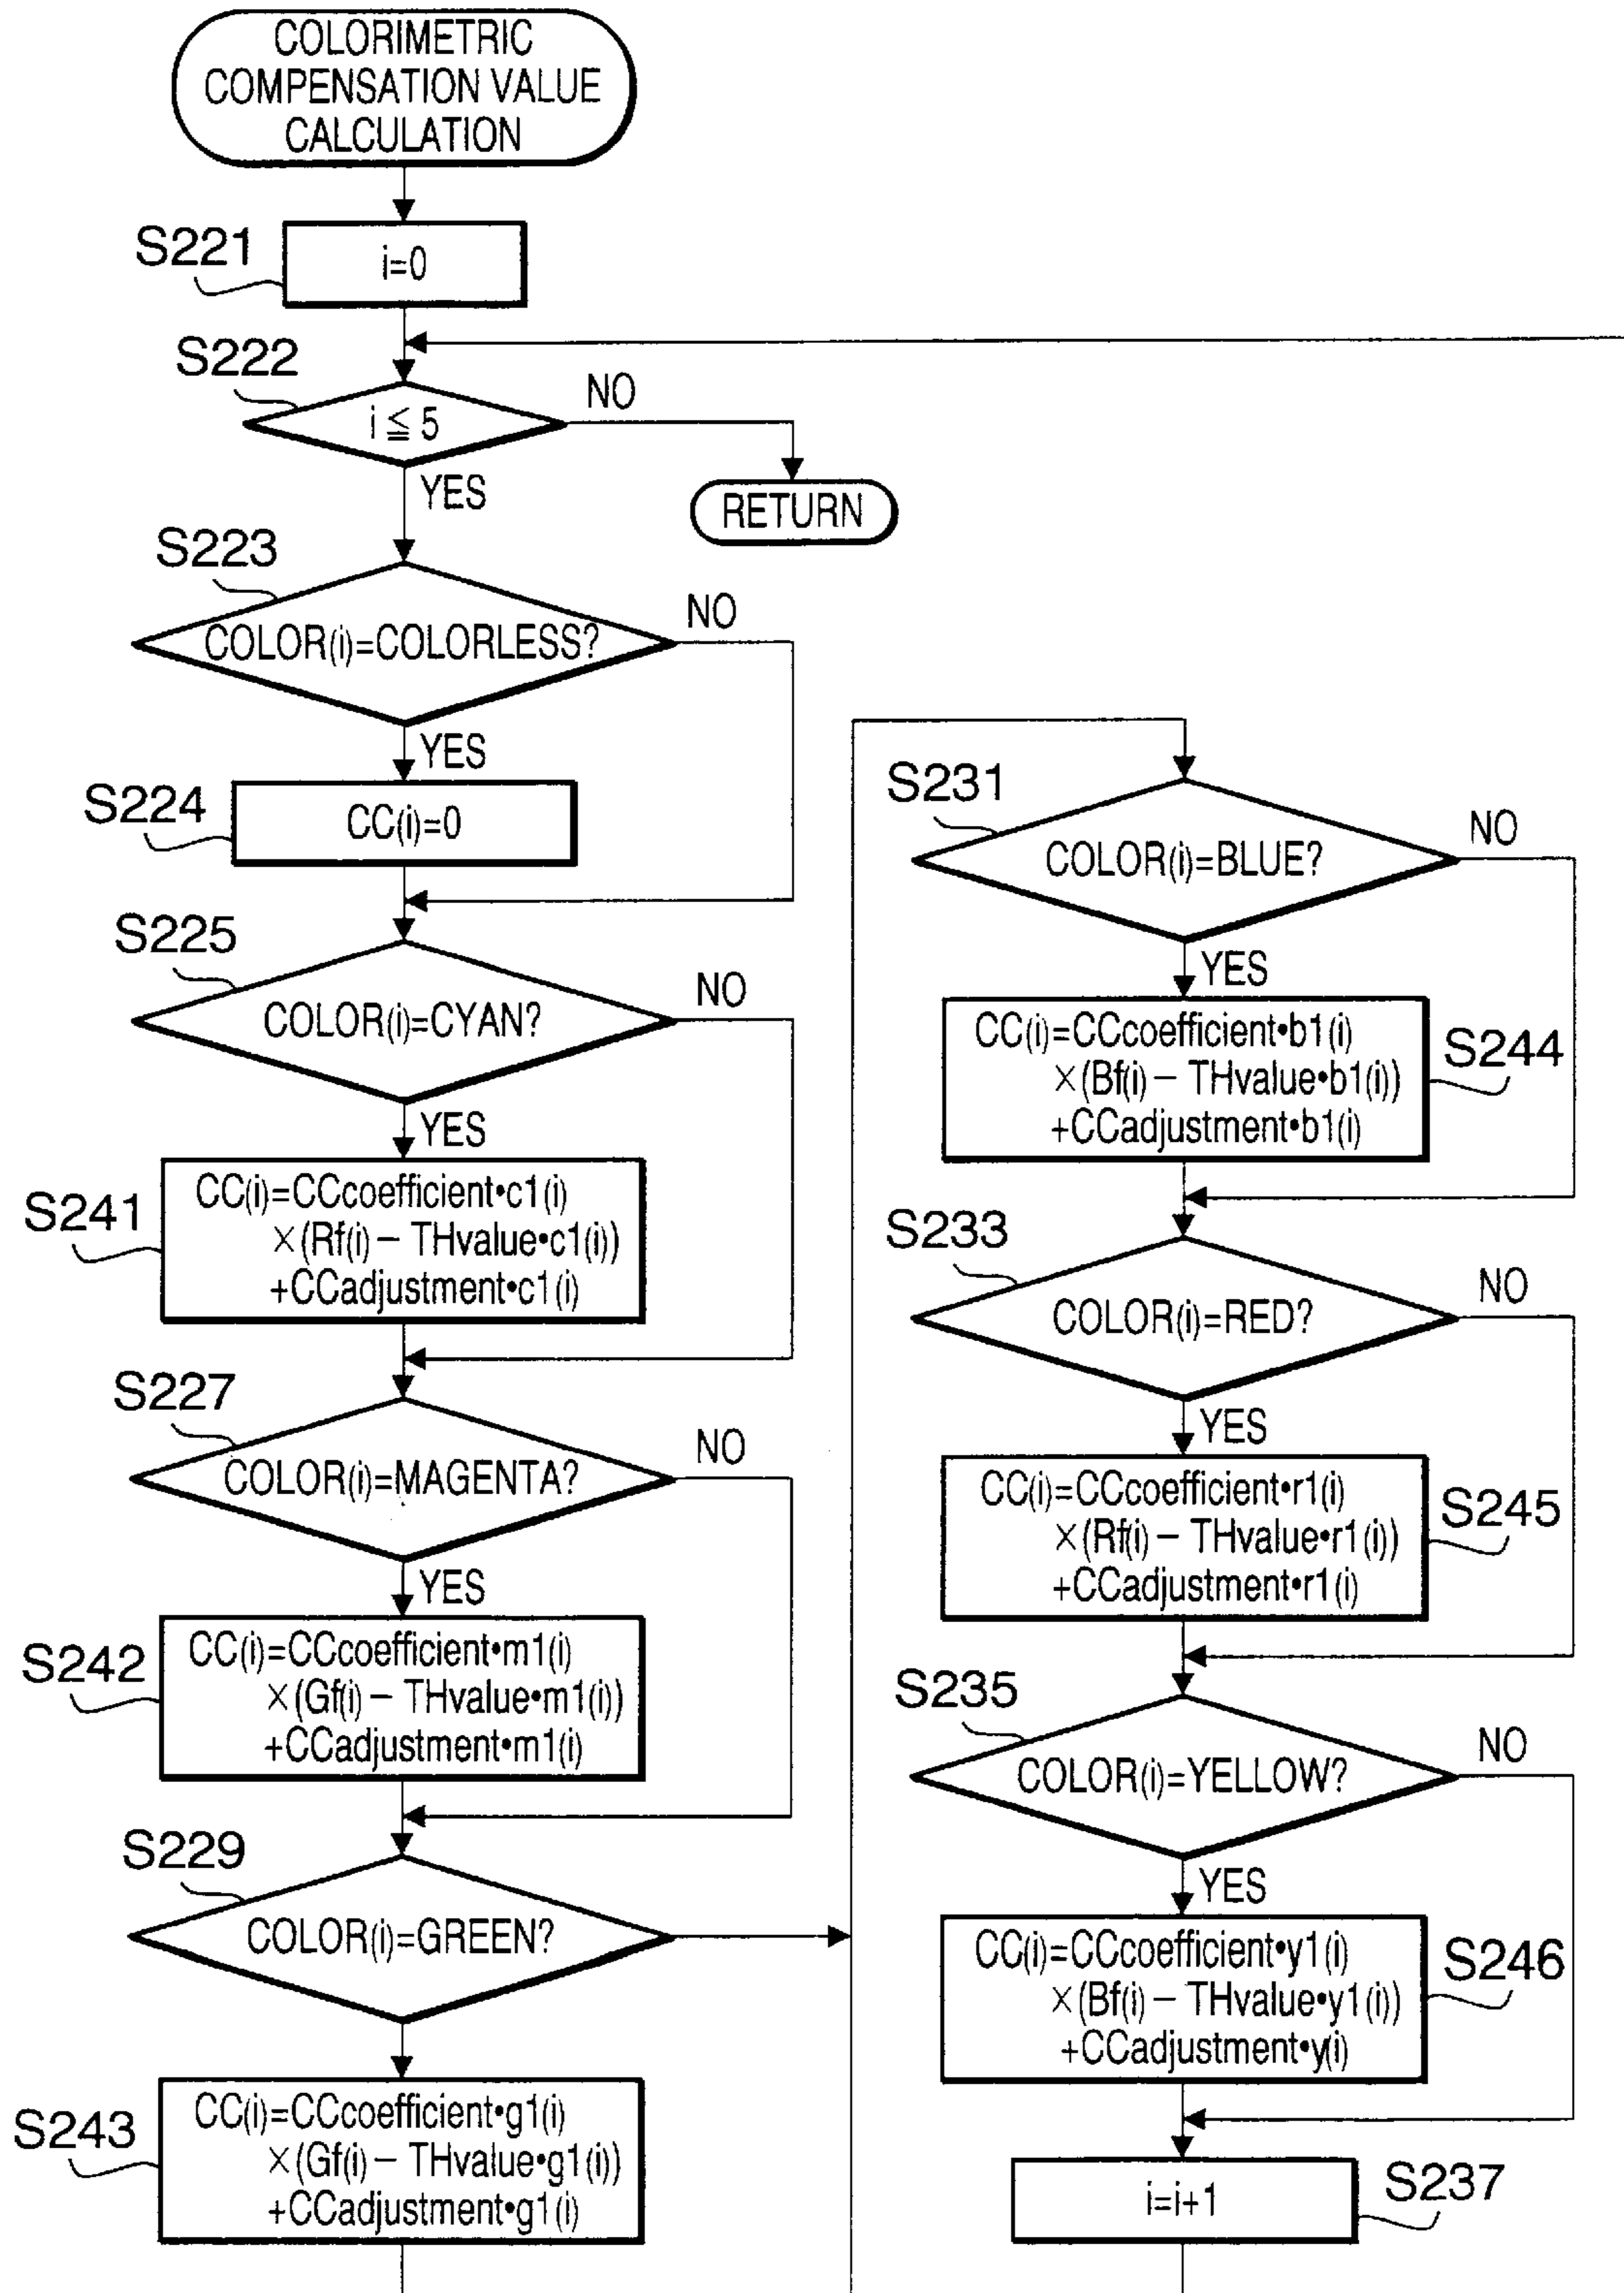 COLORIMETRIC
COMPENSATION VALUE
CALCULATION
S221
i=0
S222
i ≦ 5
NO
YES
RETURN
S223
COLOR(i)=COLORLESS?
NO
YES
S224
CC(i)=0
S225
COLOR(i)=CYAN?
NO
YES
S241
CC(i)=CCcoefficient•c1(i)
×(Rf(i) – THvalue•c1(i))
+CCadjustment•c1(i)
S227
COLOR(i)=MAGENTA?
NO
YES
S242
CC(i)=CCcoefficient•m1(i)
×(Gf(i) – THvalue•m1(i))
+CCadjustment•m1(i)
S229
COLOR(i)=GREEN?
S243
CC(i)=CCcoefficient•g1(i)
×(Gf(i) – THvalue•g1(i))
+CCadjustment•g1(i)
S231
COLOR(i)=BLUE?
NO
YES
CC(i)=CCcoefficient•b1(i)
×(Bf(i) – THvalue•b1(i))
+CCadjustment•b1(i)
S244
S233
COLOR(i)=RED?
NO
YES
CC(i)=CCcoefficient•r1(i)
×(Rf(i) – THvalue•r1(i))
+CCadjustment•r1(i)
S245
S235
COLOR(i)=YELLOW?
NO
YES
CC(i)=CCcoefficient•y1(i)
×(Bf(i) – THvalue•y1(i))
+CCadjustment•y(i)
S246
i=i+1
S237